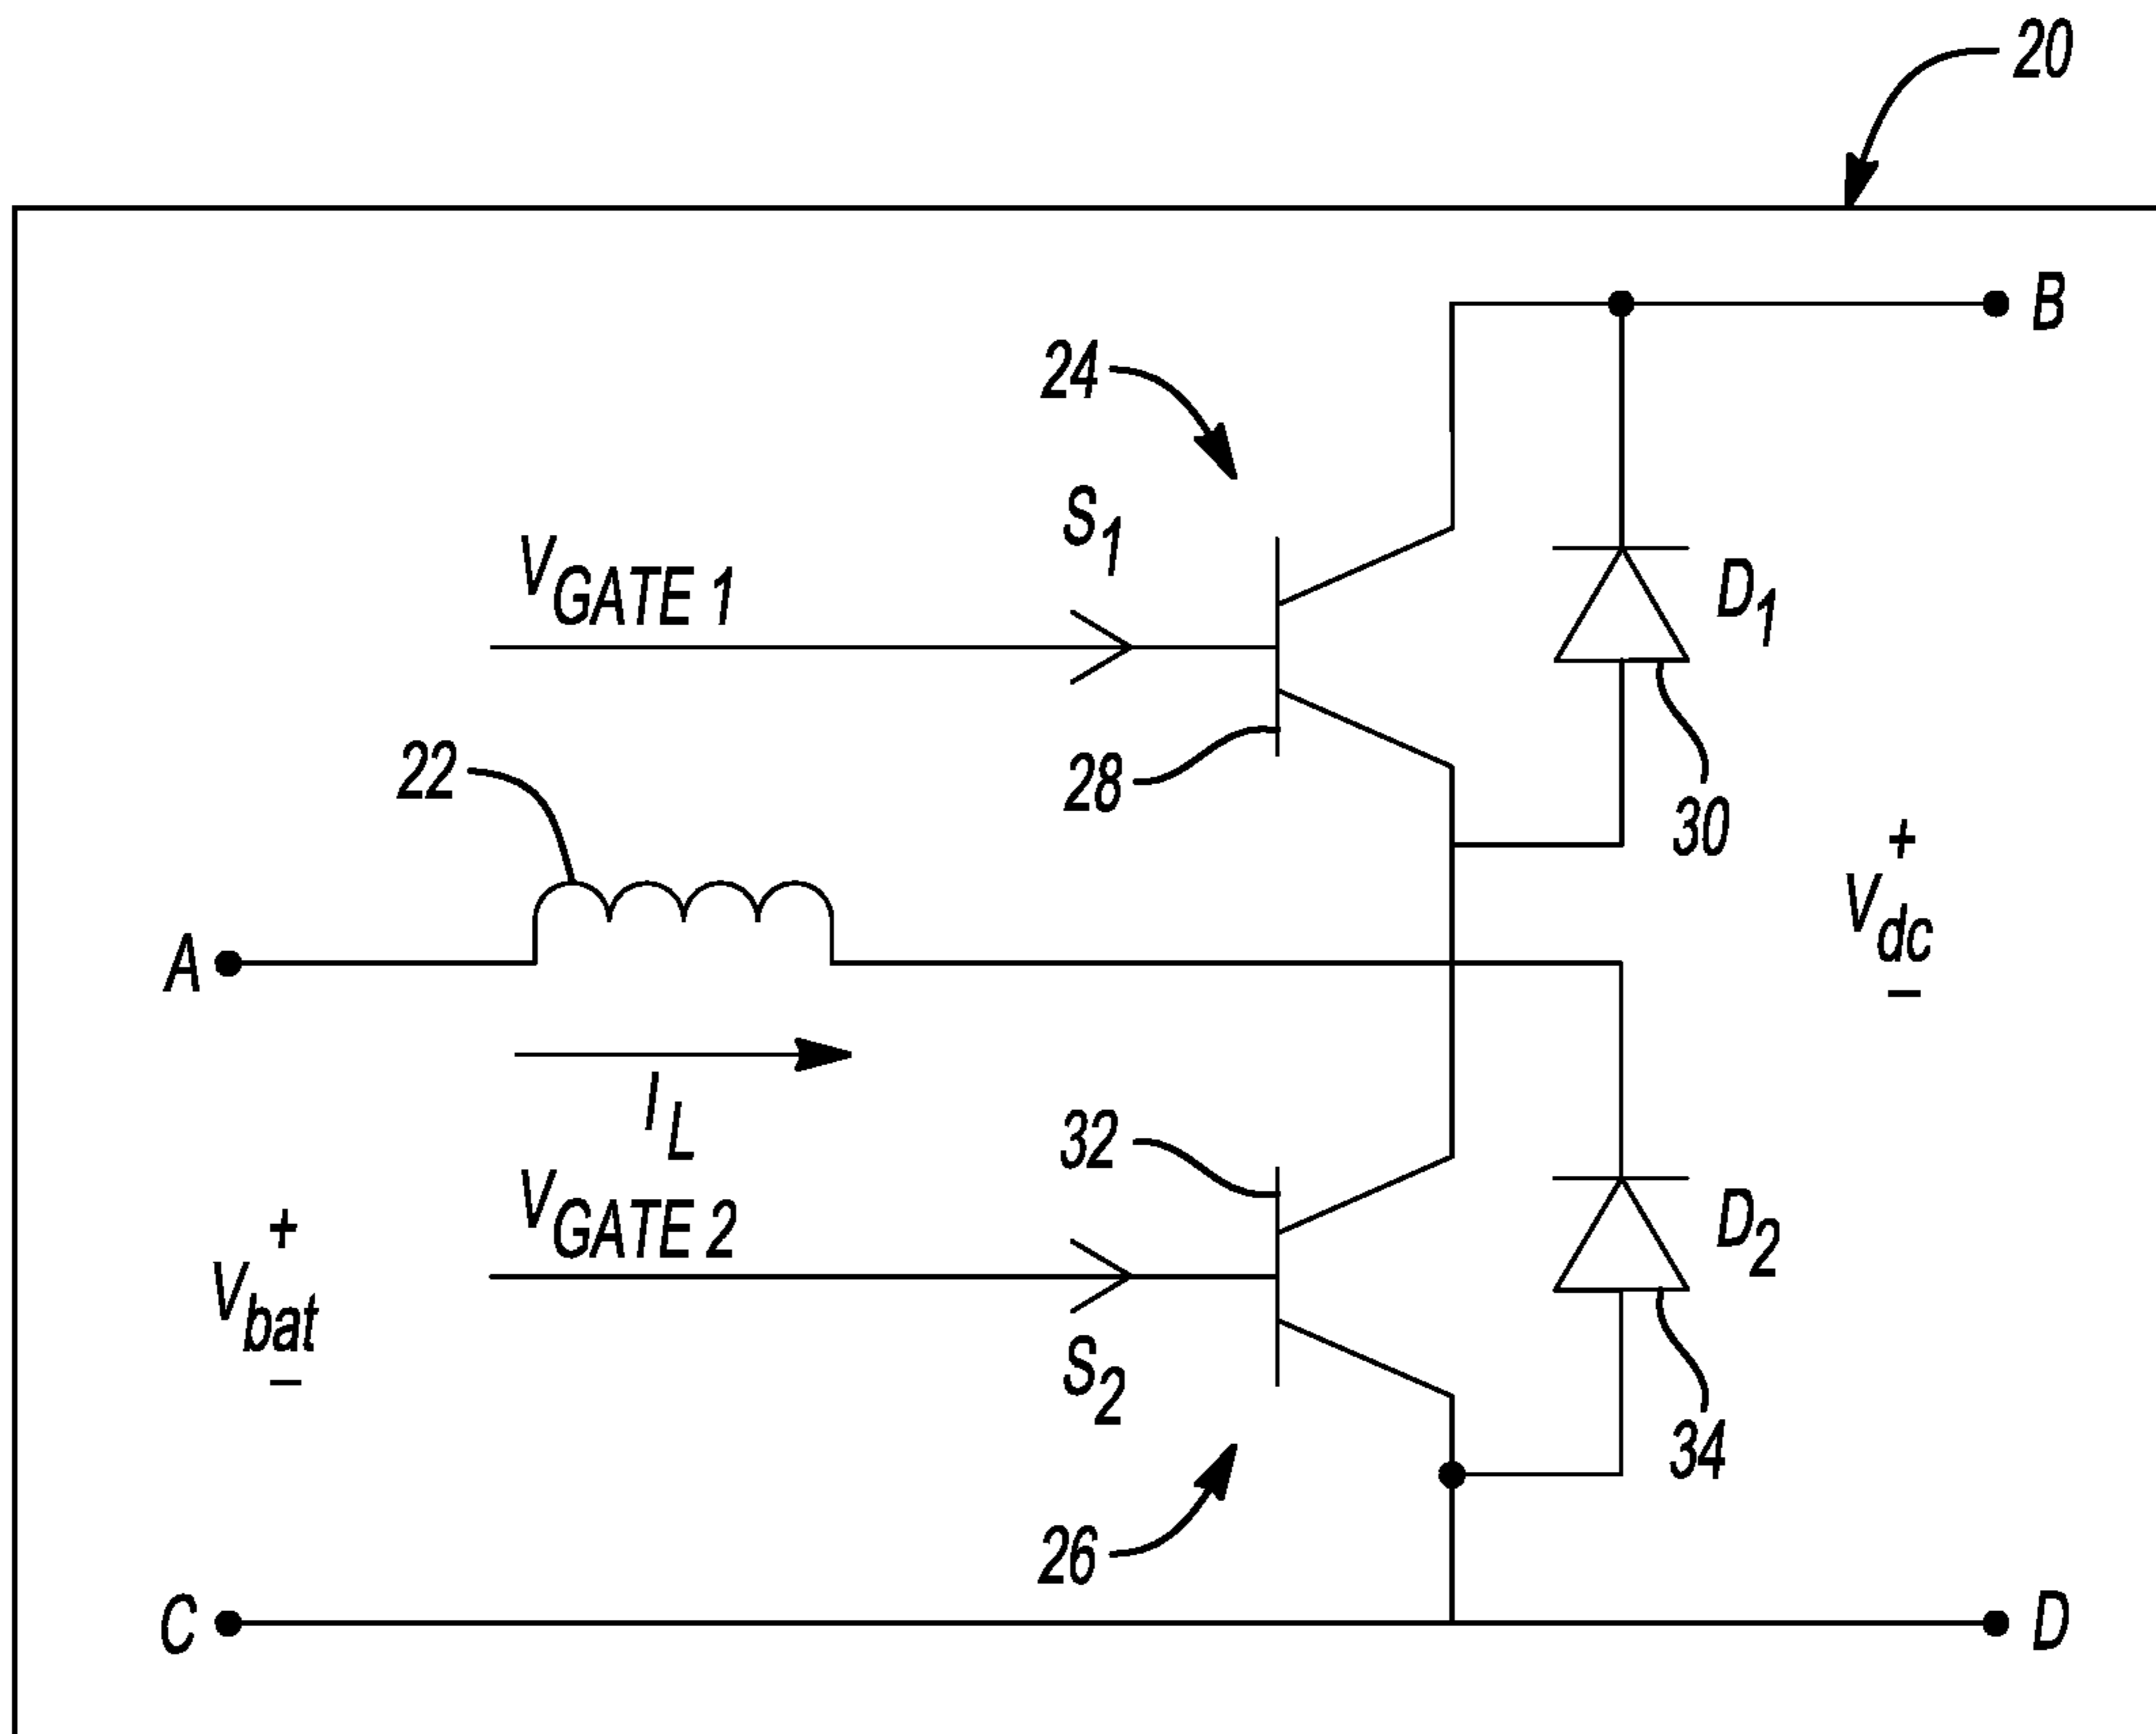 20
B
24
S1
VGATE 1
D1
28
22
30
+
Vdc
−
A
IL
32
VGATE 2
D2
+
Vbat
−
S2
34
26
C
D